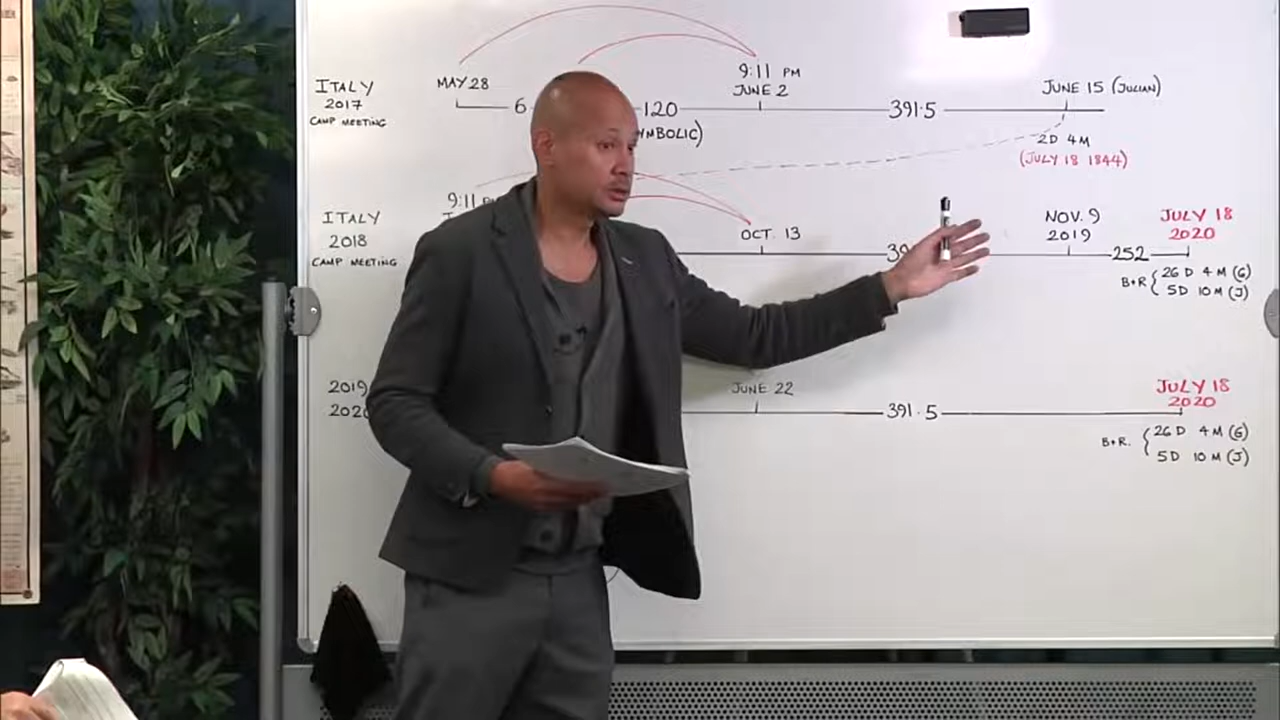 9:11 PM
ITALY MAY 28 JUNE 2 JUNE 15 (JULIAN)
2017 6 120 391.5
CAMP MEETING
2D 4M
(JULY 18 1844)
9:11
ITALY NOV. 9 JULY 18
2018 OCT. 13 2019 2020
CAMP MEETING 252
B+R { 26 D 4 M (G)
5D 10 M (J)
2019 JUNE 22 JULY 18
2020 391.5 2020
B+R. { 26 D 4 M (G)
5D 10 M (J)